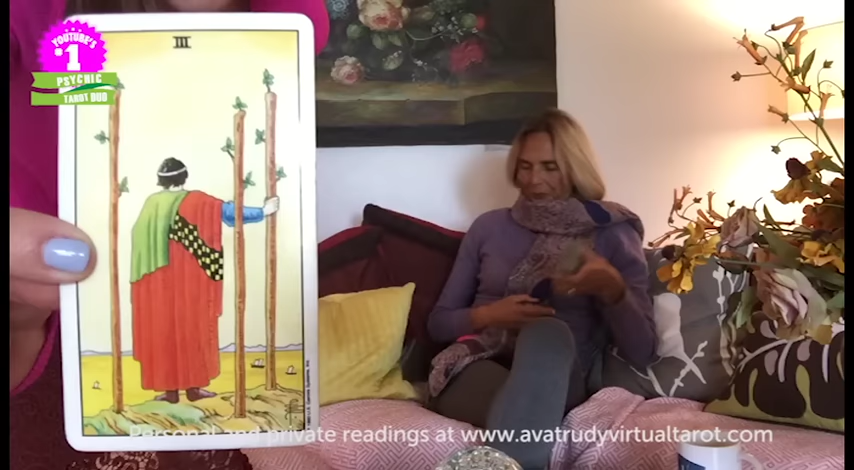 YOUTUBE'S
#1
PSYCHIC
TAROT DUO
III
Personal and private readings at www.avatrudyvirtualtarot.com